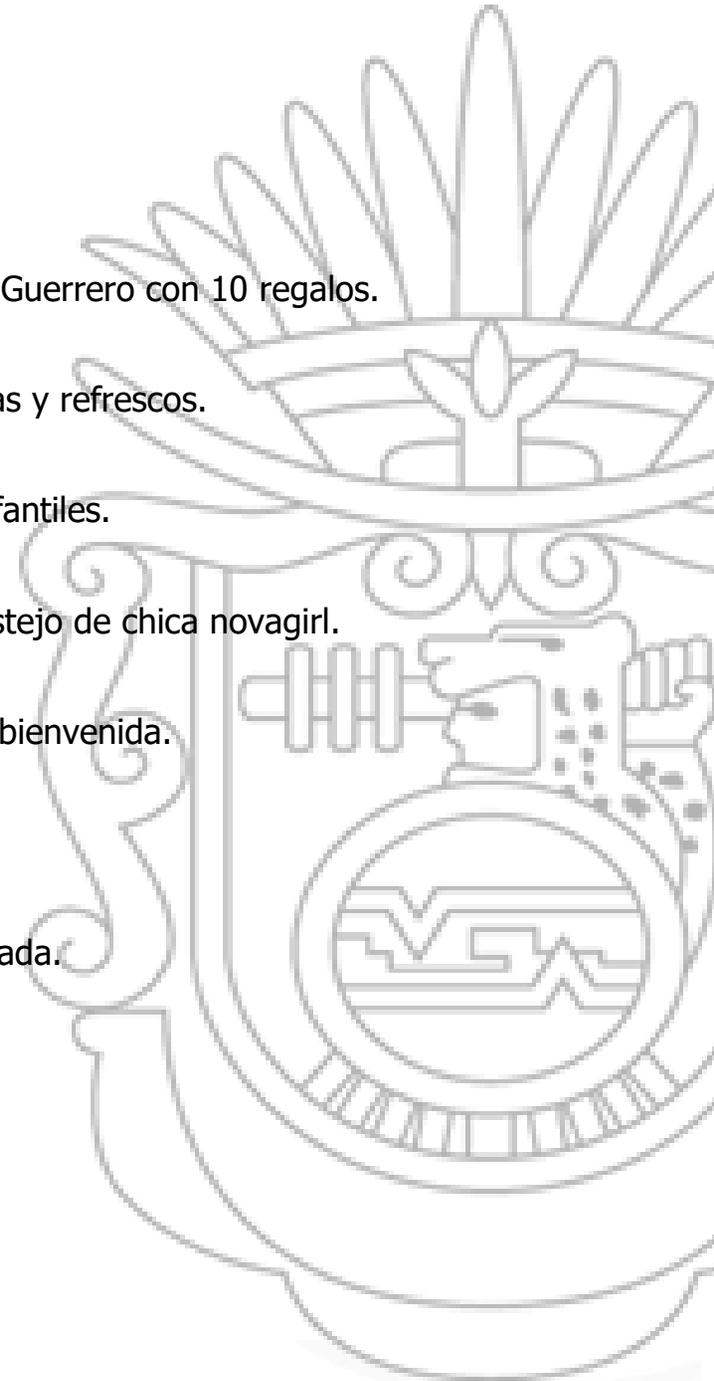 Guerrero con 10 regalos.
as y refrescos.
fantiles.
stejo de chica novagirl.
bienvenida.
ada.